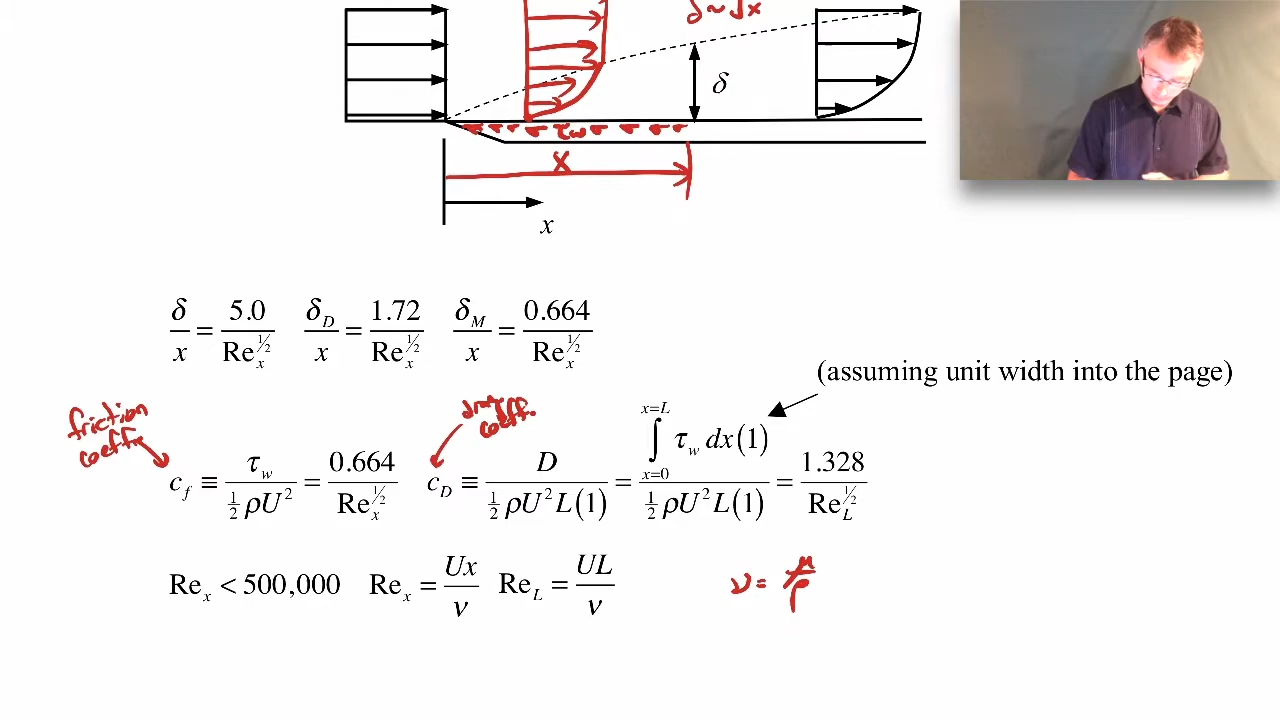 δ ~ √x
δ
τw
x
x
δ/x = 5.0/Re_x^½   δ_D/x = 1.72/Re_x^½   δ_M/x = 0.664/Re_x^½
(assuming unit width into the page)
friction
coeff.
drag
coeff.
c_f ≡ τ_w/(½ρU²) = 0.664/Re_x^½   c_D ≡ D/(½ρU²L(1)) = ∫_{x=0}^{x=L} τ_w dx(1)/(½ρU²L(1)) = 1.328/Re_L^½
Re_x < 500,000   Re_x = Ux/ν   Re_L = UL/ν   ν = μ/ρ